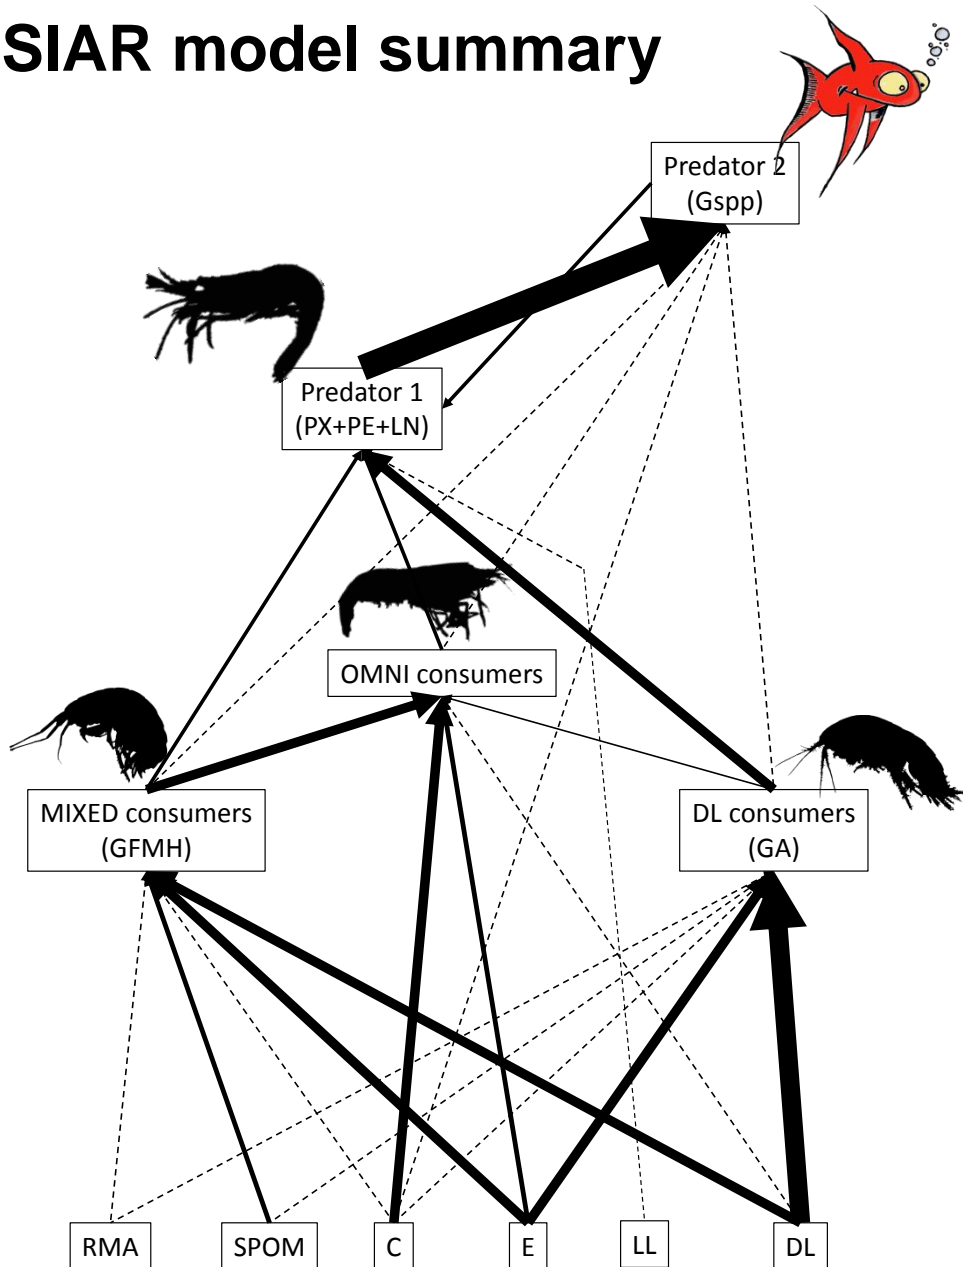 SIAR model summary
Predator 2
(Gspp)
Predator 1
(PX+PE+LN)
OMNI consumers
MIXED consumers
(GFMH)
DL consumers
(GA)
RMA
SPOM
C
E
LL
DL